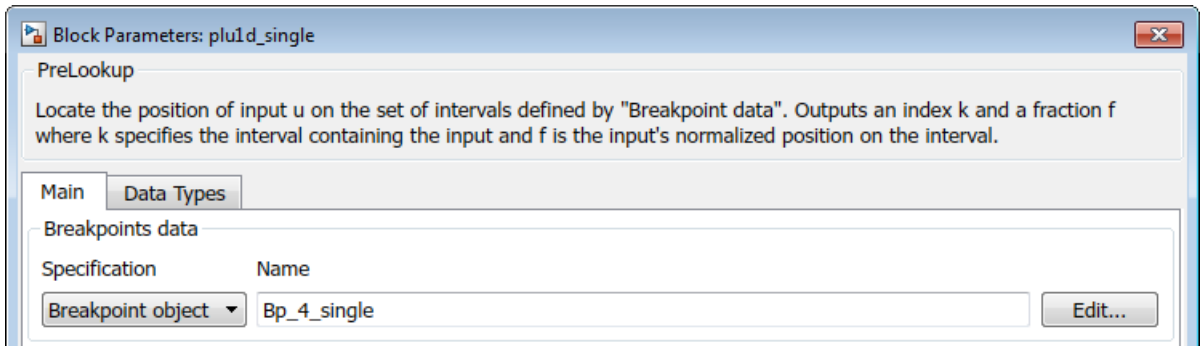 Block Parameters: plu1d_single
PreLookup
Locate the position of input u on the set of intervals defined by "Breakpoint data". Outputs an index k and a fraction f
where k specifies the interval containing the input and f is the input's normalized position on the interval.
Main Data Types
Breakpoints data
Specification Name
Breakpoint object Bp_4_single Edit...